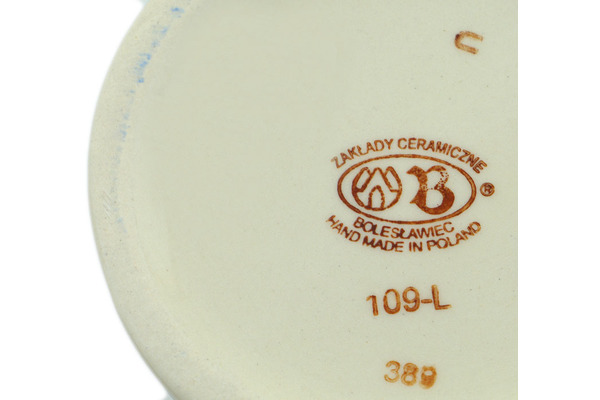 U
ZAKŁADY CERAMICZNE
B ®
BOLESŁAWIEC
HAND MADE IN POLAND
109-L
389